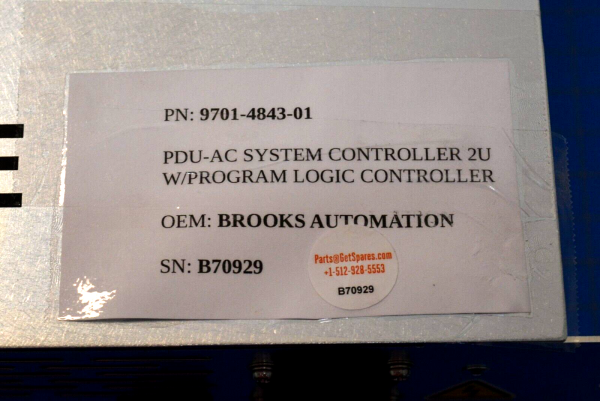 PN: 9701-4843-01
PDU-AC SYSTEM CONTROLLER 2U
W/PROGRAM LOGIC CONTROLLER
OEM: BROOKS AUTOMATION
SN: B70929
Parts@GetSpares.com
+1-512-928-5553
B70929